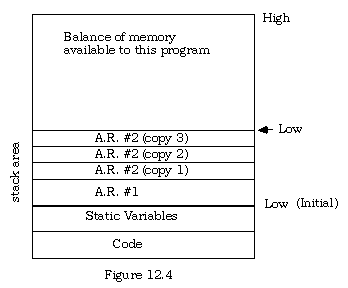 High
Balance of memory
available to this program
Low
A.R. #2 (copy 3)
A.R. #2 (copy 2)
A.R. #2 (copy 1)
A.R. #1
stack area
Low (Initial)
Static Variables
Code
Figure 12.4